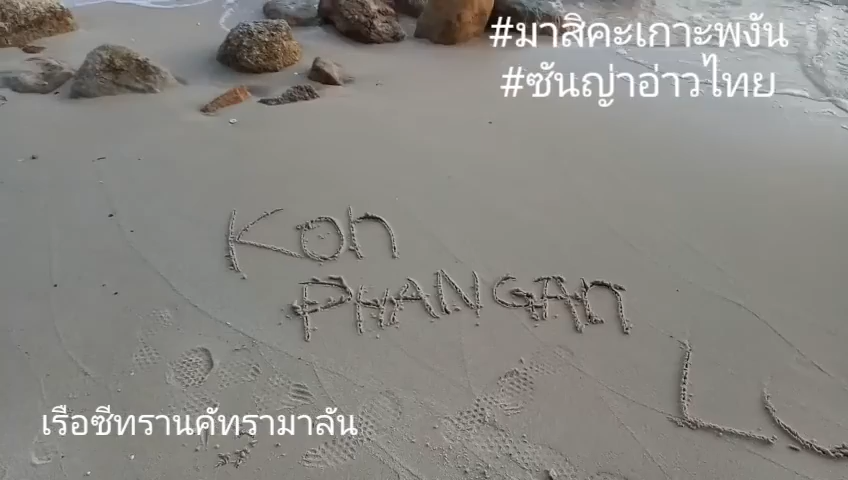 #มาสิคะเกาะพงัน
#ซันญ่าอ่าวไทย
Koh
PHANGAN
L
เรือซีทรานคัทรามาลัน